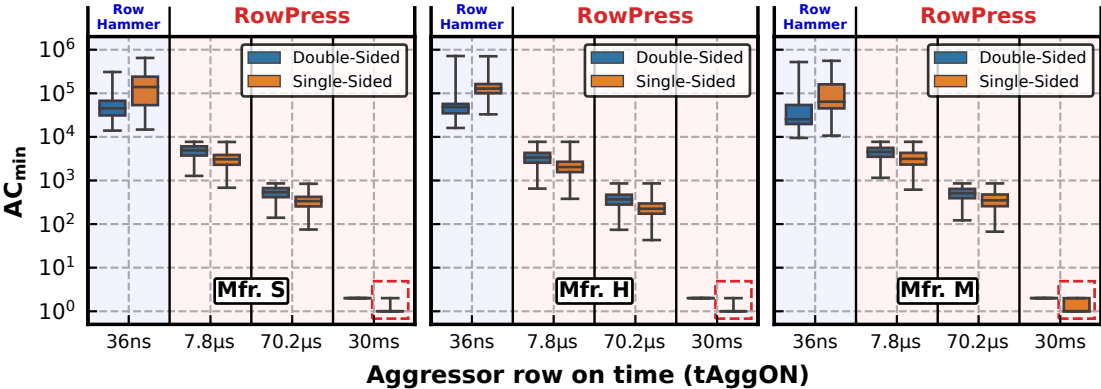 Row
Hammer
RowPress
Row
Hammer
RowPress
Row
Hammer
RowPress
ACmin
10^6
10^5
10^4
10^3
10^2
10^1
10^0
Double-Sided
Single-Sided
Double-Sided
Single-Sided
Double-Sided
Single-Sided
Mfr. S
Mfr. H
Mfr. M
36ns 7.8µs 70.2µs 30ms
36ns 7.8µs 70.2µs 30ms
36ns 7.8µs 70.2µs 30ms
Aggressor row on time (tAggON)